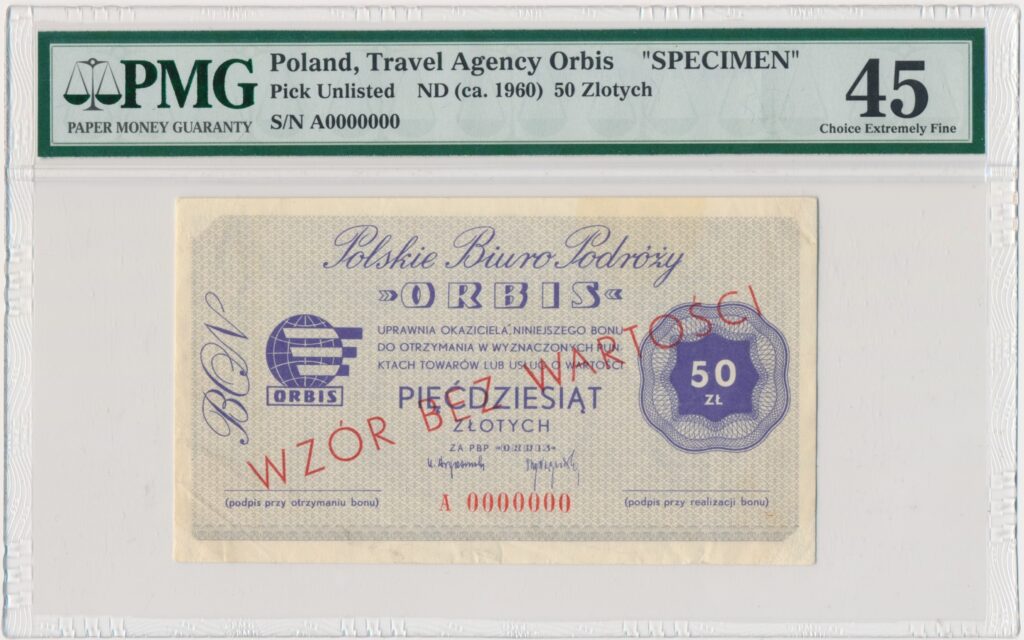 PMG
PAPER MONEY GUARANTY
Poland, Travel Agency Orbis "SPECIMEN"
Pick Unlisted ND (ca. 1960) 50 Zlotych
S/N A0000000
45
Choice Extremely Fine
Polskie Biuro Podróży
»ORBIS«
BON
UPRAWNIA OKAZICIELA NINIEJSZEGO BONU
DO OTRZYMANIA W WYZNACZONYCH PUN-
KTACH TOWARÓW LUB USŁUG O WARTOŚCI
PIĘĆDZIESIĄT
ZŁOTYCH
ZA PBP »ORBIS«
ORBIS
50
ZŁ
WZÓR BEZ WARTOŚCI
(podpis przy otrzymaniu bonu)
A 0000000
(podpis przy realizacji bonu)